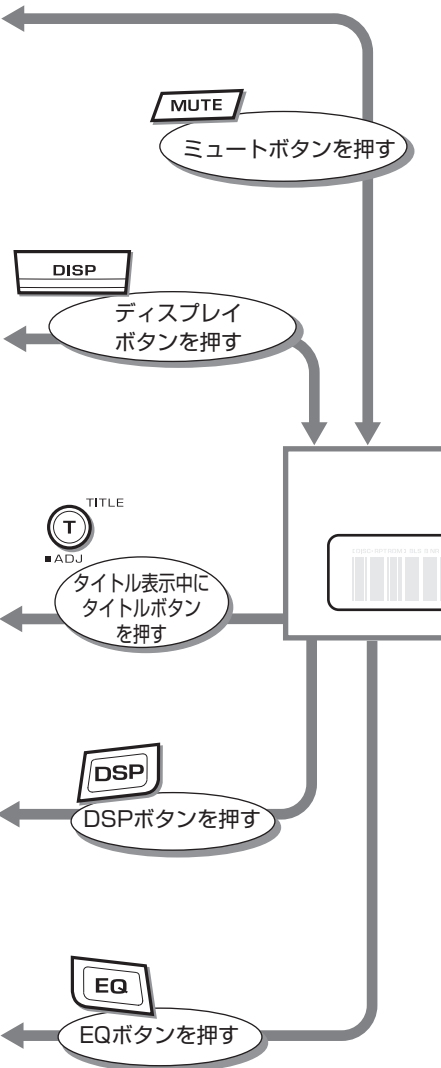 MUTE
ミュートボタンを押す
DISP
ディスプレイ
ボタンを押す
TITLE
T
■ADJ
タイトル表示中に
タイトルボタン
を押す
DSP
DSPボタンを押す
EQ
EQボタンを押す